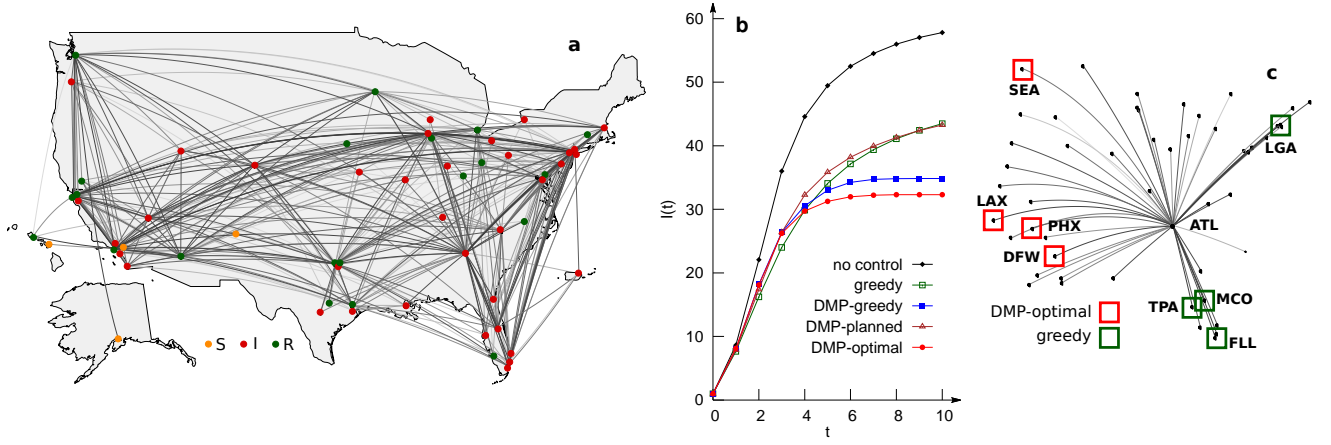 a
S I R
b
I(t)
60
50
40
30
20
10
0
0 2 4 6 8 10
t
no control
greedy
DMP-greedy
DMP-planned
DMP-optimal
c
SEA
LGA
LAX
PHX
ATL
DFW
TPA
MCO
FLL
DMP-optimal
greedy